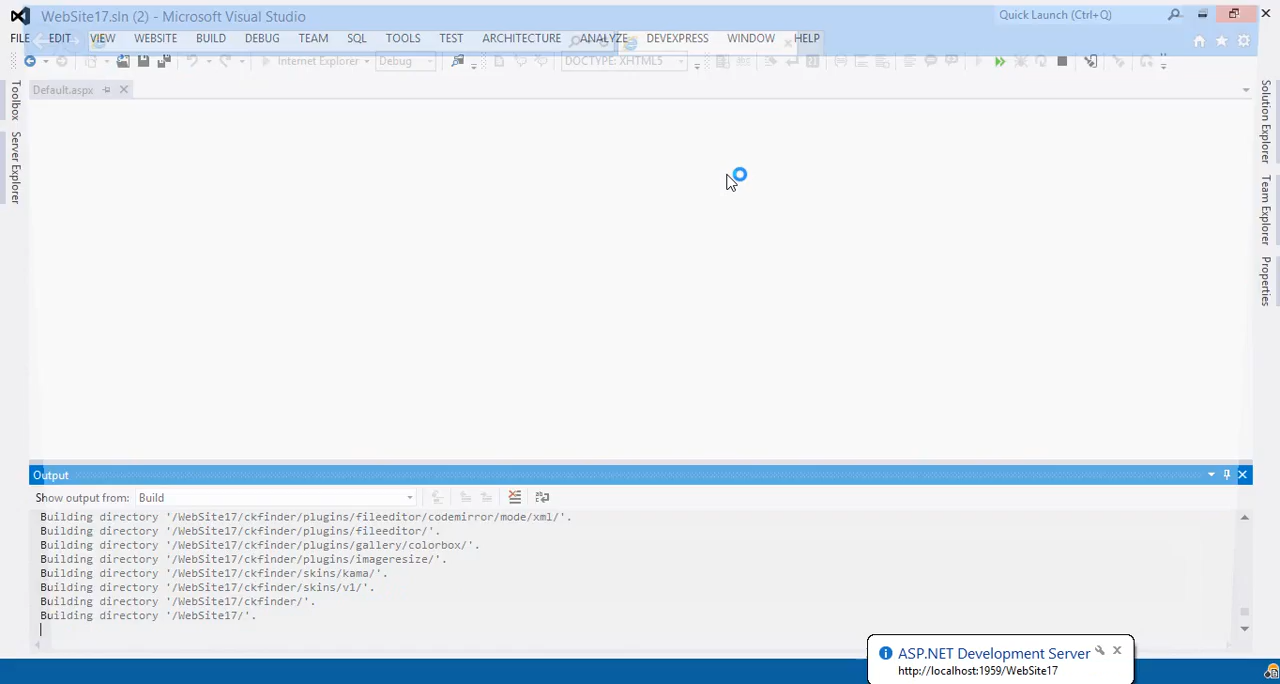 WebSite17.sln (2) - Microsoft Visual Studio
Quick Launch (Ctrl+Q)
FILE EDIT VIEW WEBSITE BUILD DEBUG TEAM SQL TOOLS TEST ARCHITECTURE ANALYZE DEVEXPRESS WINDOW HELP
Internet Explorer Debug DOCTYPE: XHTML5
Default.aspx
Toolbox
Server Explorer
Solution Explorer
Team Explorer
Properties
Output
Show output from: Build
Building directory '/WebSite17/ckfinder/plugins/fileeditor/codemirror/mode/xml/'.
Building directory '/WebSite17/ckfinder/plugins/fileeditor/'.
Building directory '/WebSite17/ckfinder/plugins/gallery/colorbox/'.
Building directory '/WebSite17/ckfinder/plugins/imageresize/'.
Building directory '/WebSite17/ckfinder/skins/kama/'.
Building directory '/WebSite17/ckfinder/skins/v1/'.
Building directory '/WebSite17/ckfinder/'.
Building directory '/WebSite17/'.
ASP.NET Development Server
http://localhost:1959/WebSite17